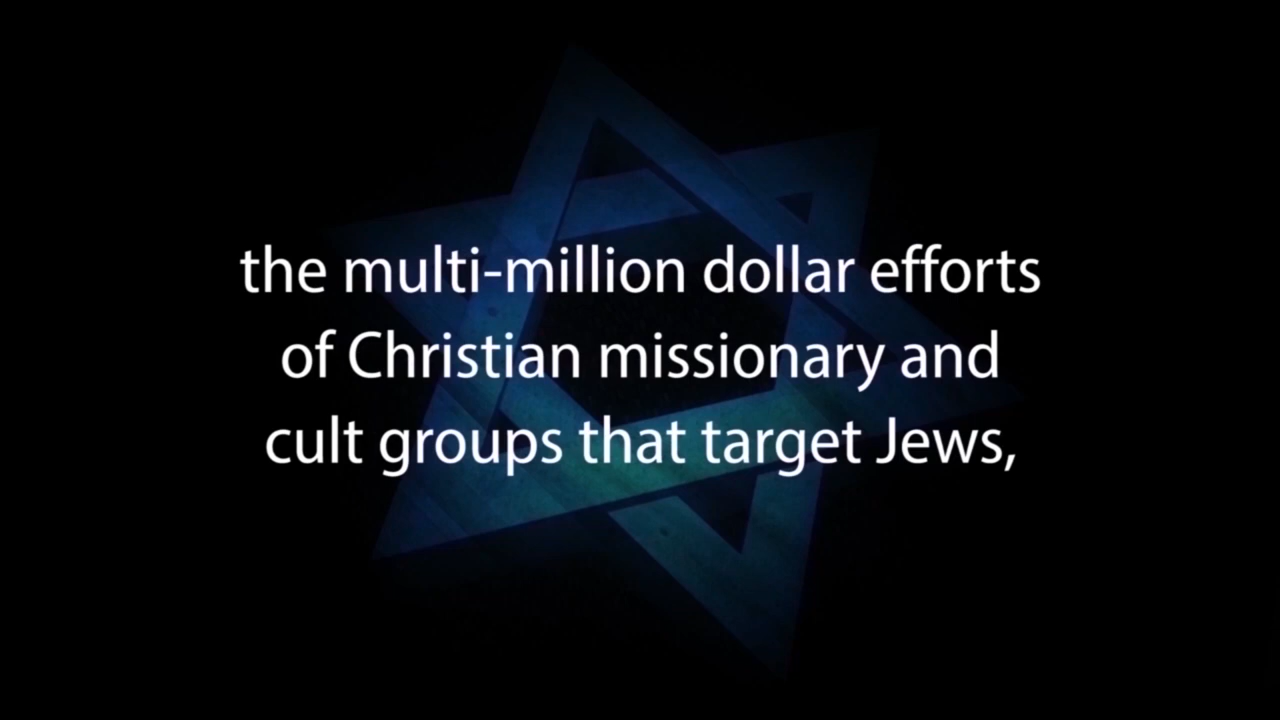 the multi-million dollar efforts
of Christian missionary and
cult groups that target Jews,